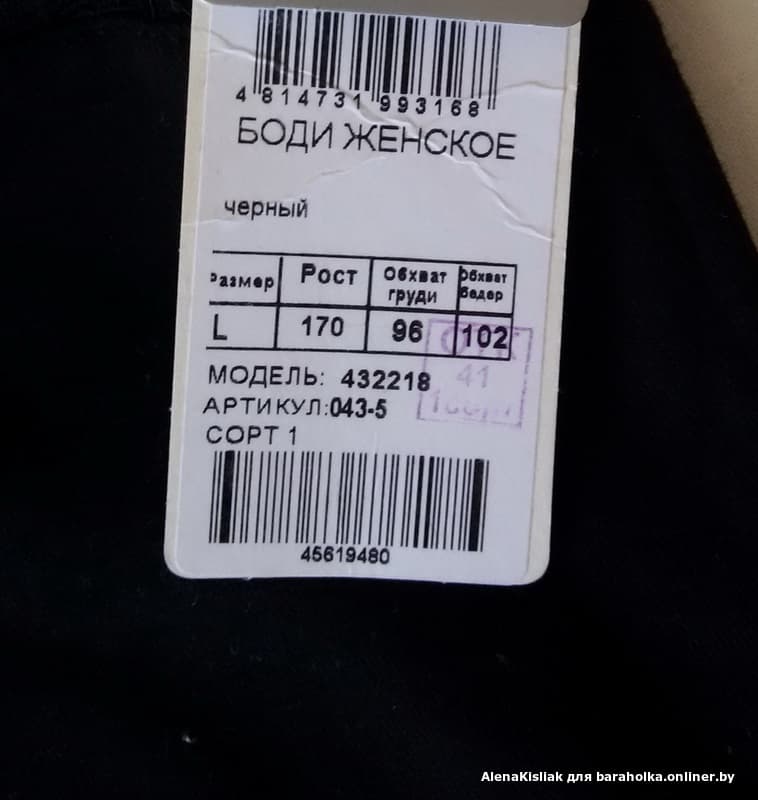 4 814731 993168
БОДИ ЖЕНСКОЕ
черный
Размер Рост Обхват груди Обхват бедер
L 170 96 102
ОТК
41
МОДЕЛЬ: 432218
АРТИКУЛ:043-5
СОРТ 1
45619480
AlenaKisliak для baraholka.onliner.by